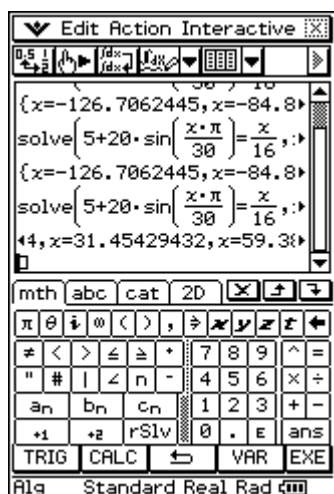 Edit Action Interactive
{x=-126.7062445,x=-84.8
solve(5+20·sin(x·π/30)=x/16,:
{x=-126.7062445,x=-84.8
solve(5+20·sin(x·π/30)=x/16,:
4,x=31.45429432,x=59.38
mth abc cat 2D
π θ i ∞ ( ) , ⇒ x y z t ←
≠ < > ≤ ≥ 7 8 9 ^ =
" # | ∠ 4 5 6 × ÷
an bn cn 1 2 3 + -
+1 +2 rSlv 0 . E ans
TRIG CALC VAR EXE
Alg Standard Real Rad